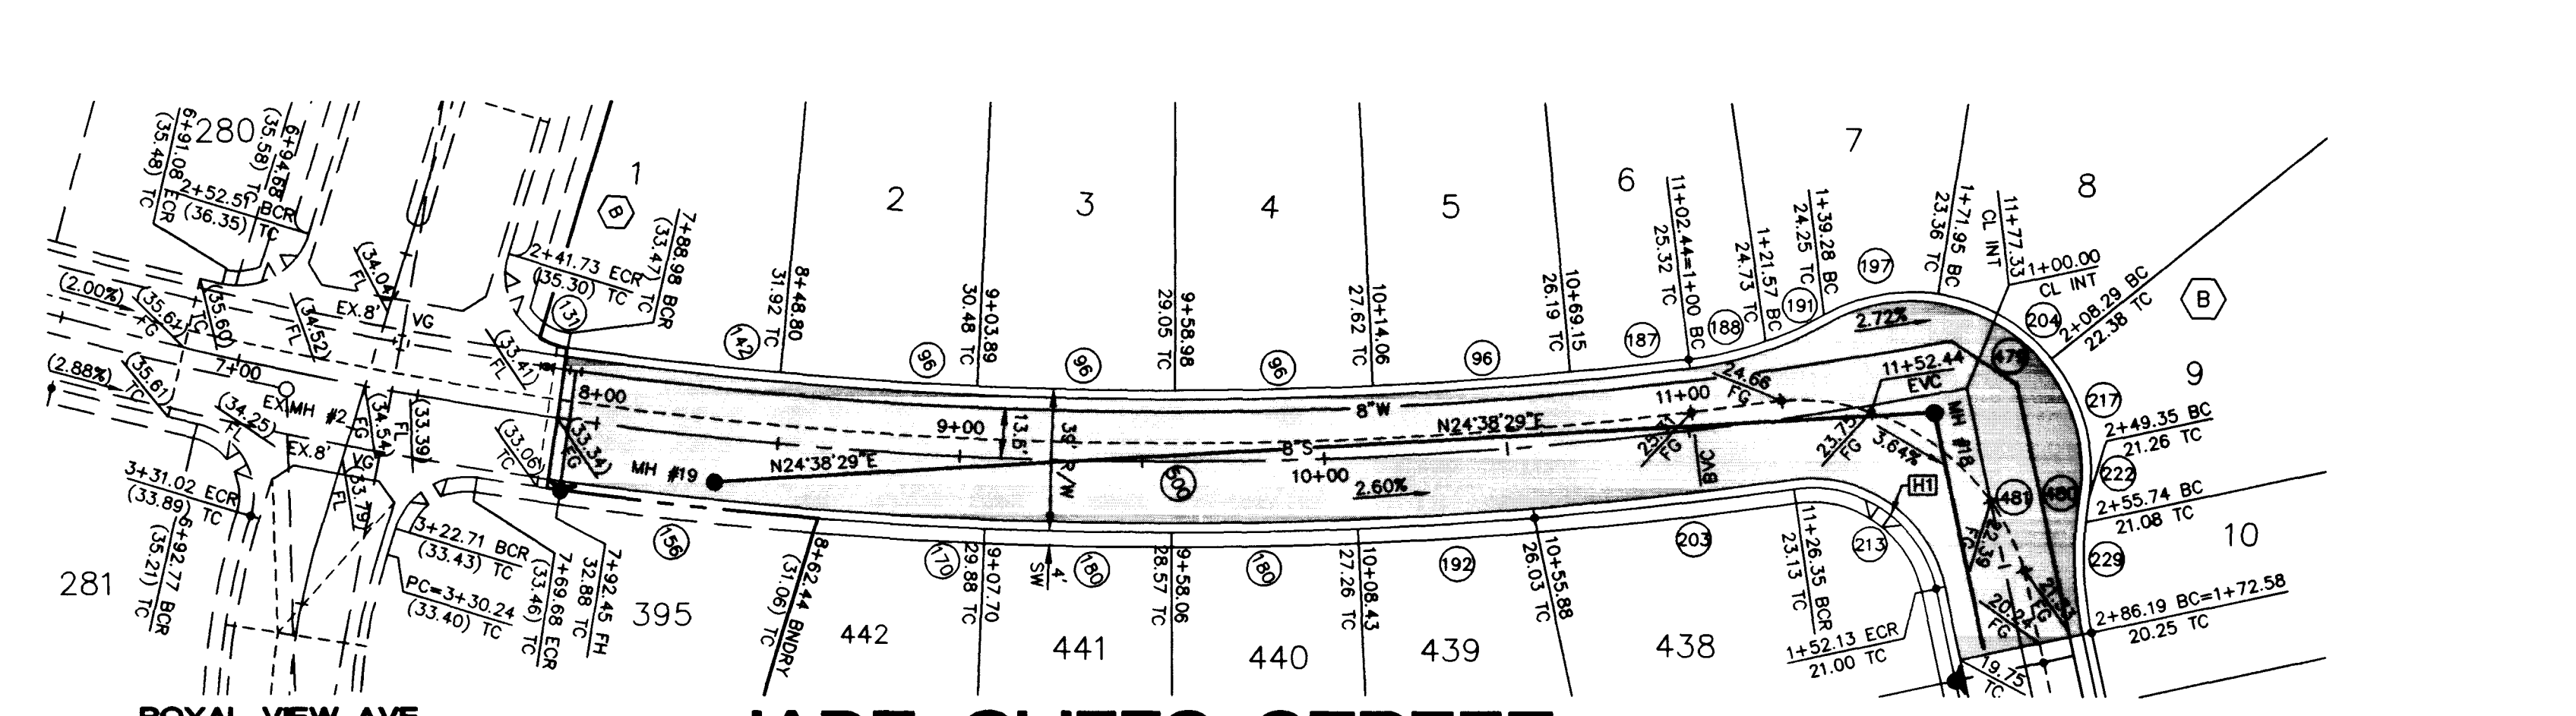 280
6+91.08 ECR
(35.48) TC
6+94.68
(35.58) TC
2+52.51 BCR
(36.35) TC
(34.04)
FL
1
B
2+41.73 ECR
(35.30) TC
7+88.98 BCR
(33.47) TC
131
2
3
4
5
6
7
8
8+48.80
31.92 TC
9+03.89
30.48 TC
9+58.98
29.05 TC
10+14.06
27.62 TC
10+69.15
26.19 TC
11+02.44=1+00 BC
25.32 TC
1+21.57 BC
24.73 TC
1+39.28 BC
24.25 TC
1+71.95 BC
23.36 TC
11+77.33
CL INT
1+00.00
CL INT
2+08.29 BC
22.38 TC
B
142
96
96
96
96
187
188
191
197
204
(2.00%)
(35.61)
FG
(35.60)
TC
(34.52)
FL
EX.8'
VG
(33.41)
FL
(2.88%)
(35.61)
TC
7+00
EX MH #2
(34.25)
FL
EX.8'
VG
(34.54)
FG
(33.39)
FL
(33.79)
FL
(33.06)
TC
(33.34)
FG
8+00
9+00
13.5'
8"W
N24°38'29"E
MH #19
N24°38'29"E
R/W
8"S
10+00
500
2.60%
11+00
24.66
FG
FG
BVC
2.72%
11+52.44
EVC
23.75
FG
3.64%
MH #18
479
480
481
H1
22.39
FG
FG
20.24
FG
19.75
TC
9
217
2+49.35 BC
21.26 TC
222
2+55.74 BC
21.08 TC
10
229
2+86.19 BC=1+72.58
20.25 TC
3+31.02 ECR
(33.89) TC
6+92.77 BCR
(35.21) TC
281
3+22.71 BCR
(33.43) TC
PC=3+30.24
(33.40) TC
7+69.68 ECR
(33.46) TC
7+92.45 FH
32.88 TC
395
156
8+62.44 BNDRY
(31.06) TC
442
170
9+07.70
29.88 TC
4'
SW
180
441
9+58.06
28.57 TC
180
440
10+08.43
27.26 TC
192
439
10+55.88
26.03 TC
203
438
11+26.35 BCR
23.13 TC
213
1+52.13 ECR
21.00 TC
ROYAL VIEW AVE
JADE CLIFFS STREET